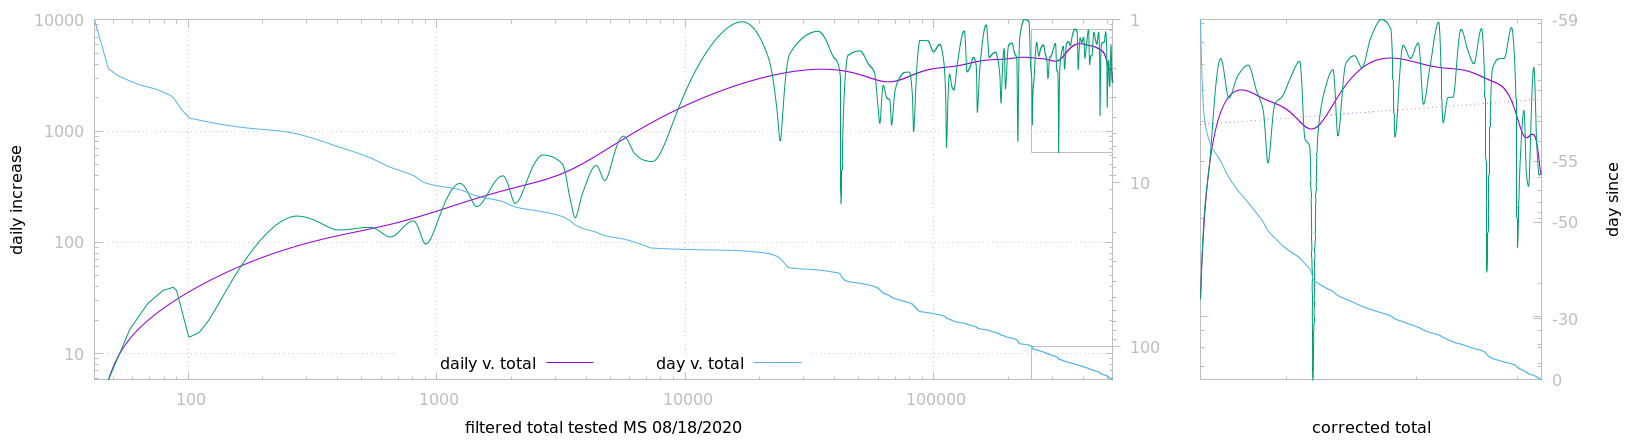 10000
1000
100
10
daily increase
100
1000
10000
100000
filtered total tested MS 08/18/2020
daily v. total
day v. total
1
10
100
-59
-55
-50
-30
0
day since
corrected total